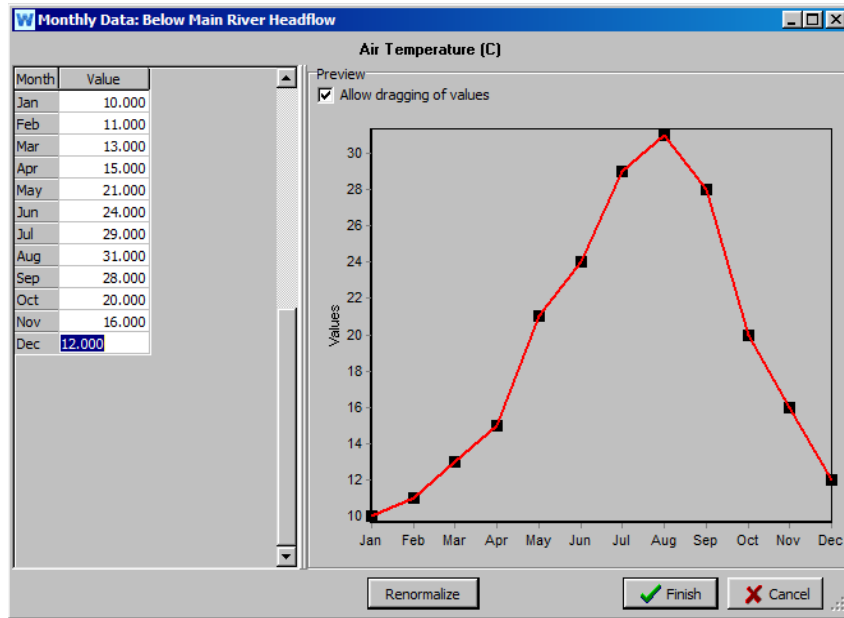 Monthly Data: Below Main River Headflow
Air Temperature (C)
Month Value
Jan 10.000
Feb 11.000
Mar 13.000
Apr 15.000
May 21.000
Jun 24.000
Jul 29.000
Aug 31.000
Sep 28.000
Oct 20.000
Nov 16.000
Dec 12.000
Preview
Allow dragging of values
Values
30
28
26
24
22
20
18
16
14
12
10
Jan Feb Mar Apr May Jun Jul Aug Sep Oct Nov Dec
Renormalize Finish Cancel